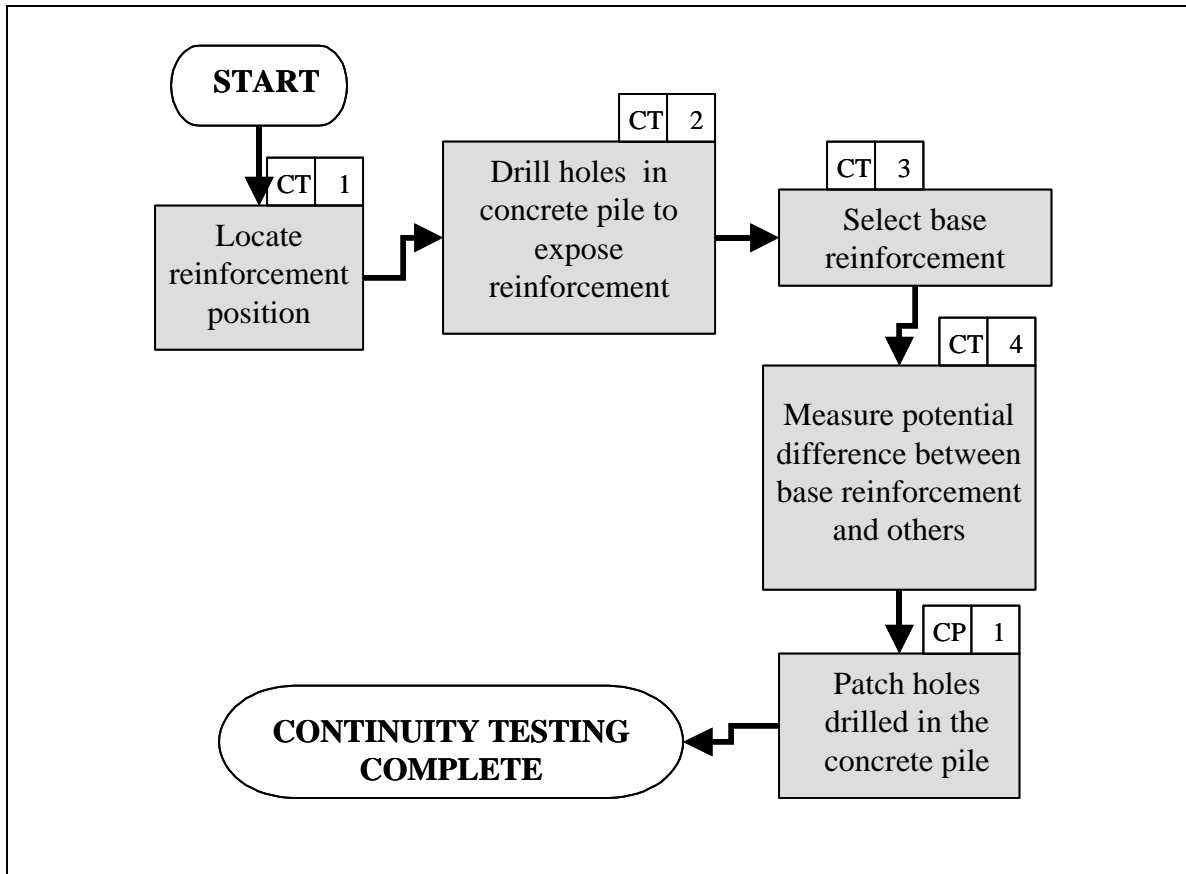 START
CT 1
Locate
reinforcement
position
CT 2
Drill holes in
concrete pile to
expose
reinforcement
CT 3
Select base
reinforcement
CT 4
Measure potential
difference between
base reinforcement
and others
CP 1
Patch holes
drilled in the
concrete pile
CONTINUITY TESTING
COMPLETE